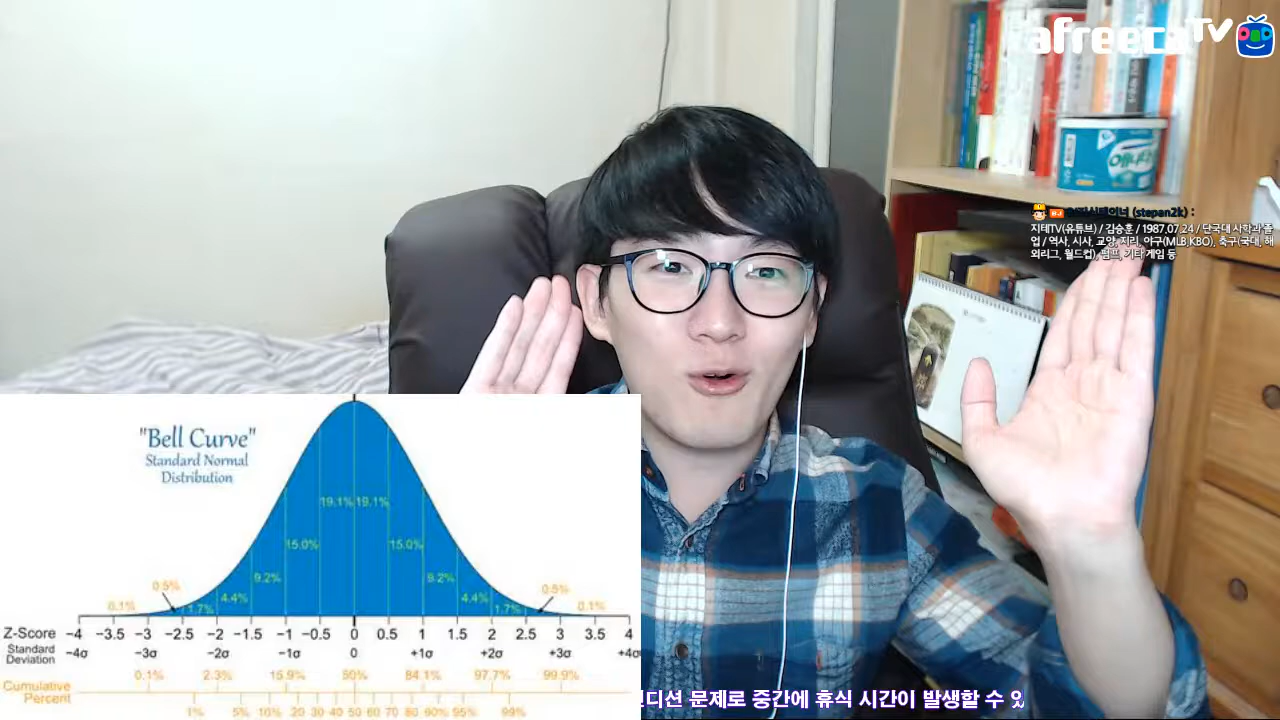 afreecaTV
에너지
(stepan2k) :
지테TV(유튜브) / 김승훈 / 1987.07.24 / 단국대 사학과 졸
업 / 역사, 시사, 교양, 지리, 야구(MLB,KBO), 축구(국대, 해
외리그, 월드컵), 기타 게임 등
"Bell Curve"
Standard Normal
Distribution
19.1% 19.1%
15.0% 15.0%
9.2% 9.2%
4.4% 4.4%
0.5% 0.5%
0.1% 1.7% 1.7% 0.1%
Z-Score −4 −3.5 −3 −2.5 −2 −1.5 −1 −0.5 0 0.5 1 1.5 2 2.5 3 3.5 4
Standard Deviation −4σ −3σ −2σ −1σ 0 +1σ +2σ +3σ +4σ
Cumulative Percent 0.1% 2.3% 15.9% 50% 84.1% 97.7% 99.9%
1% 5% 10% 20 30 40 50 60 70 80 90% 95% 99%
디션 문제로 중간에 휴식 시간이 발생할 수 있